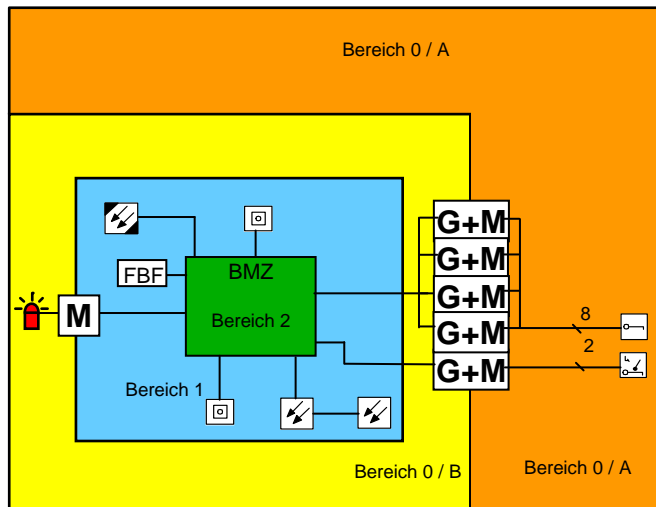 Bereich 0 / A
G+M
G+M
FBF
BMZ
G+M
M
Bereich 2
8
G+M
2
G+M
Bereich 1
Bereich 0 / B
Bereich 0 / A